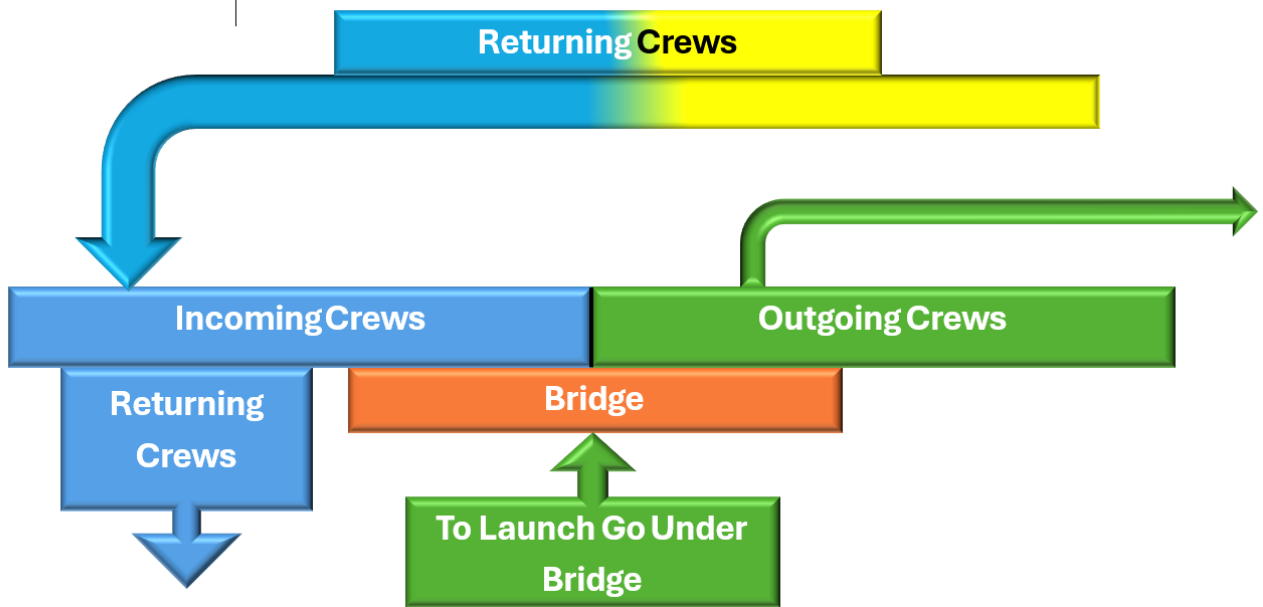 Returning Crews
Incoming Crews
Outgoing Crews
Returning
Crews
Bridge
To Launch Go Under
Bridge